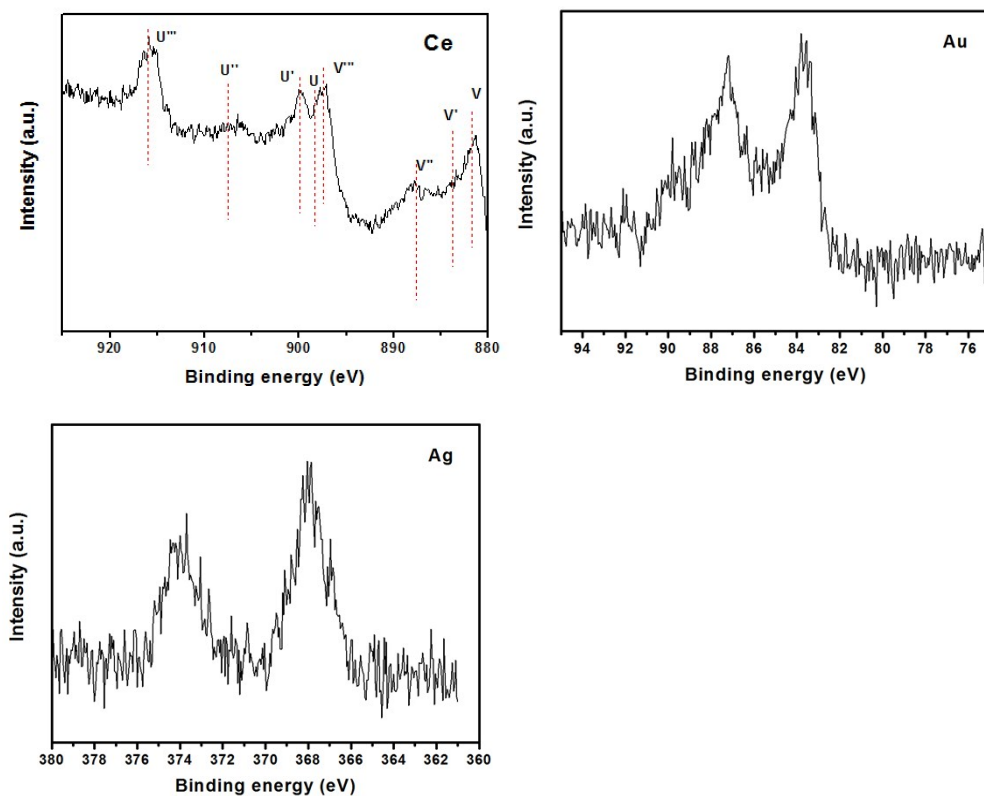 U''' Ce
U'' U' U V''' V
V'
V''
Intensity (a.u.)
920 910 900 890 880
Binding energy (eV)
Au
Intensity (a.u.)
94 92 90 88 86 84 82 80 78 76
Binding energy (eV)
Ag
Intensity (a.u.)
380 378 376 374 372 370 368 366 364 362 360
Binding energy (eV)